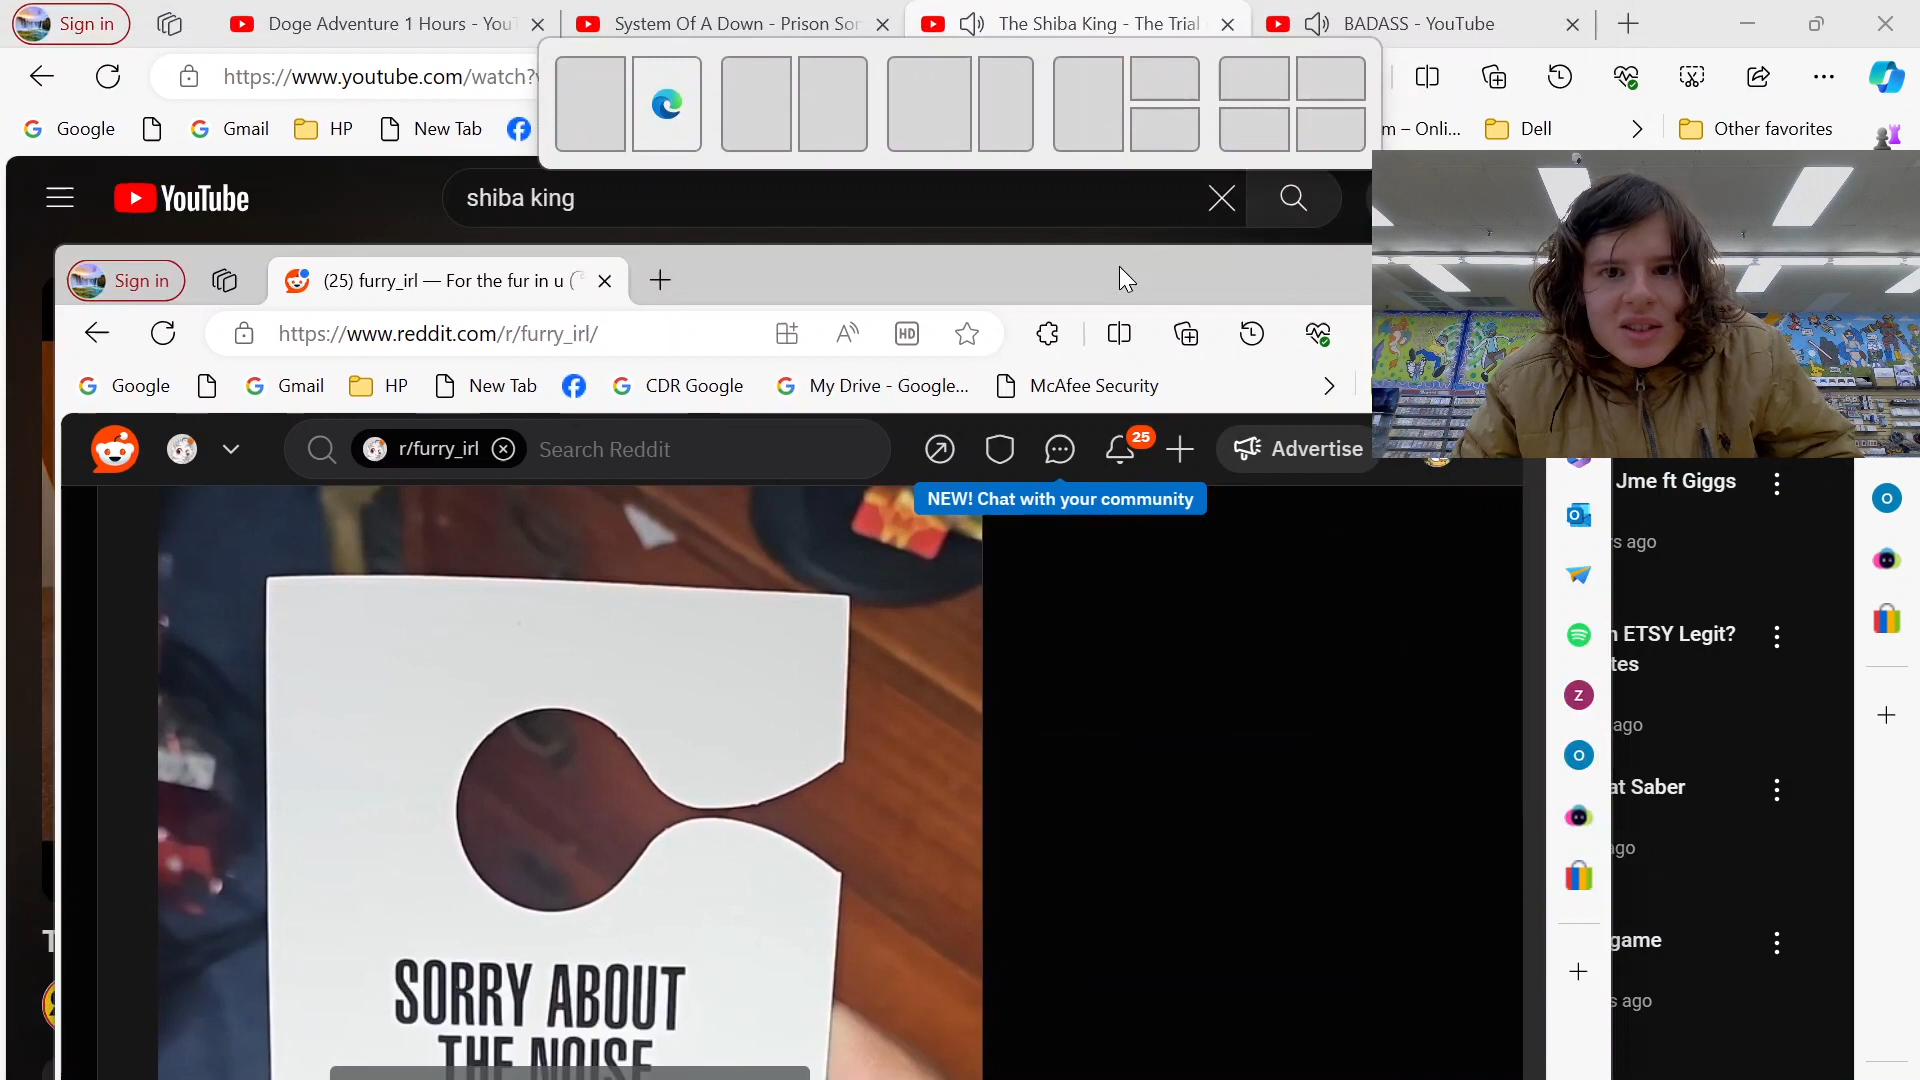 Sign in
Doge Adventure 1 Hours - YouT
System Of A Down - Prison Son
The Shiba King - The Trial
BADASS - YouTube
https://www.youtube.com/watch?v
Google
Gmail
HP
New Tab
m – Onli...
Dell
Other favorites
YouTube
shiba king
Sign in
(25) furry_irl — For the fur in u (
https://www.reddit.com/r/furry_irl/
HD
Google
Gmail
HP
New Tab
CDR Google
My Drive - Google...
McAfee Security
r/furry_irl
Search Reddit
25
Advertise
NEW! Chat with your community
Jme ft Giggs
s ago
ETSY Legit?
tes
ago
at Saber
ago
game
s ago
Z
O
O
T
SORRY ABOUT
THE NOISE